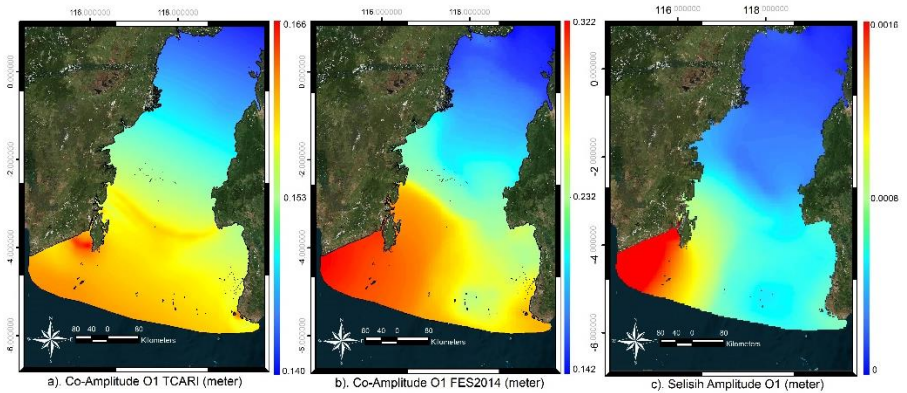 116.000000 118.000000
0.000000
-2.000000
-4.000000
-6.000000
0.166
0.153
0.140
N
80 40 0 80
Kilometers
a). Co-Amplitude O1 TCARI (meter)
116.000000 118.000000
0.000000
-2.000000
-4.000000
-6.000000
0.322
0.232
0.142
N
80 40 0 80
Kilometers
b). Co-Amplitude O1 FES2014 (meter)
116.000000 118.000000
0.000000
-2.000000
-4.000000
-6.000000
0.0016
0.0008
0
N
80 40 0 80
Kilometers
c). Selisih Amplitude O1 (meter)